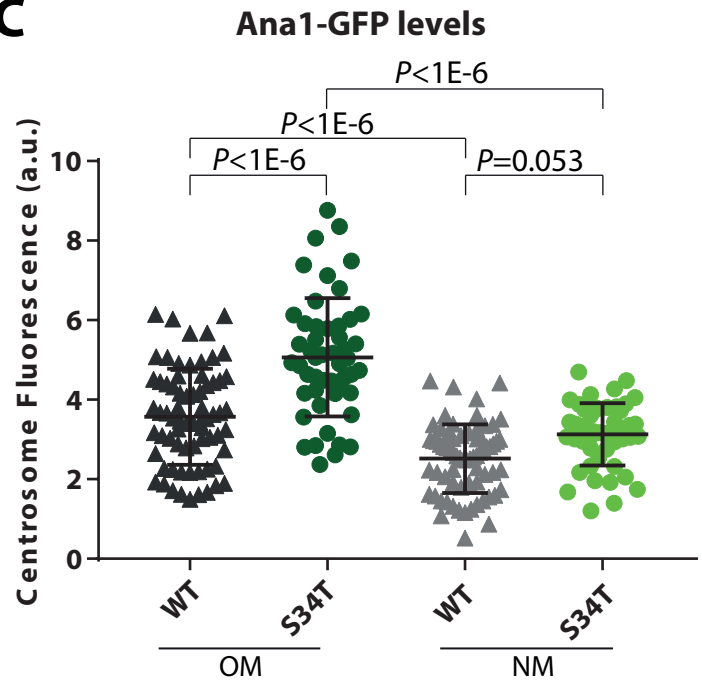 C
Ana1-GFP levels
P<1E-6
P<1E-6
P<1E-6
P=0.053
Centrosome Fluorescence (a.u.)
10
8
6
4
2
0
WT
S34T
WT
S34T
OM
NM